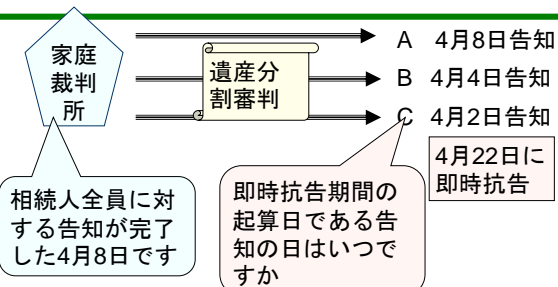 家庭
裁判
所
遺産分
割審判
A 4月8日告知
B 4月4日告知
C 4月2日告知
4月22日に
即時抗告
相続人全員に対
する告知が完了
した4月8日です
即時抗告期間の
起算日である告
知の日はいつで
すか